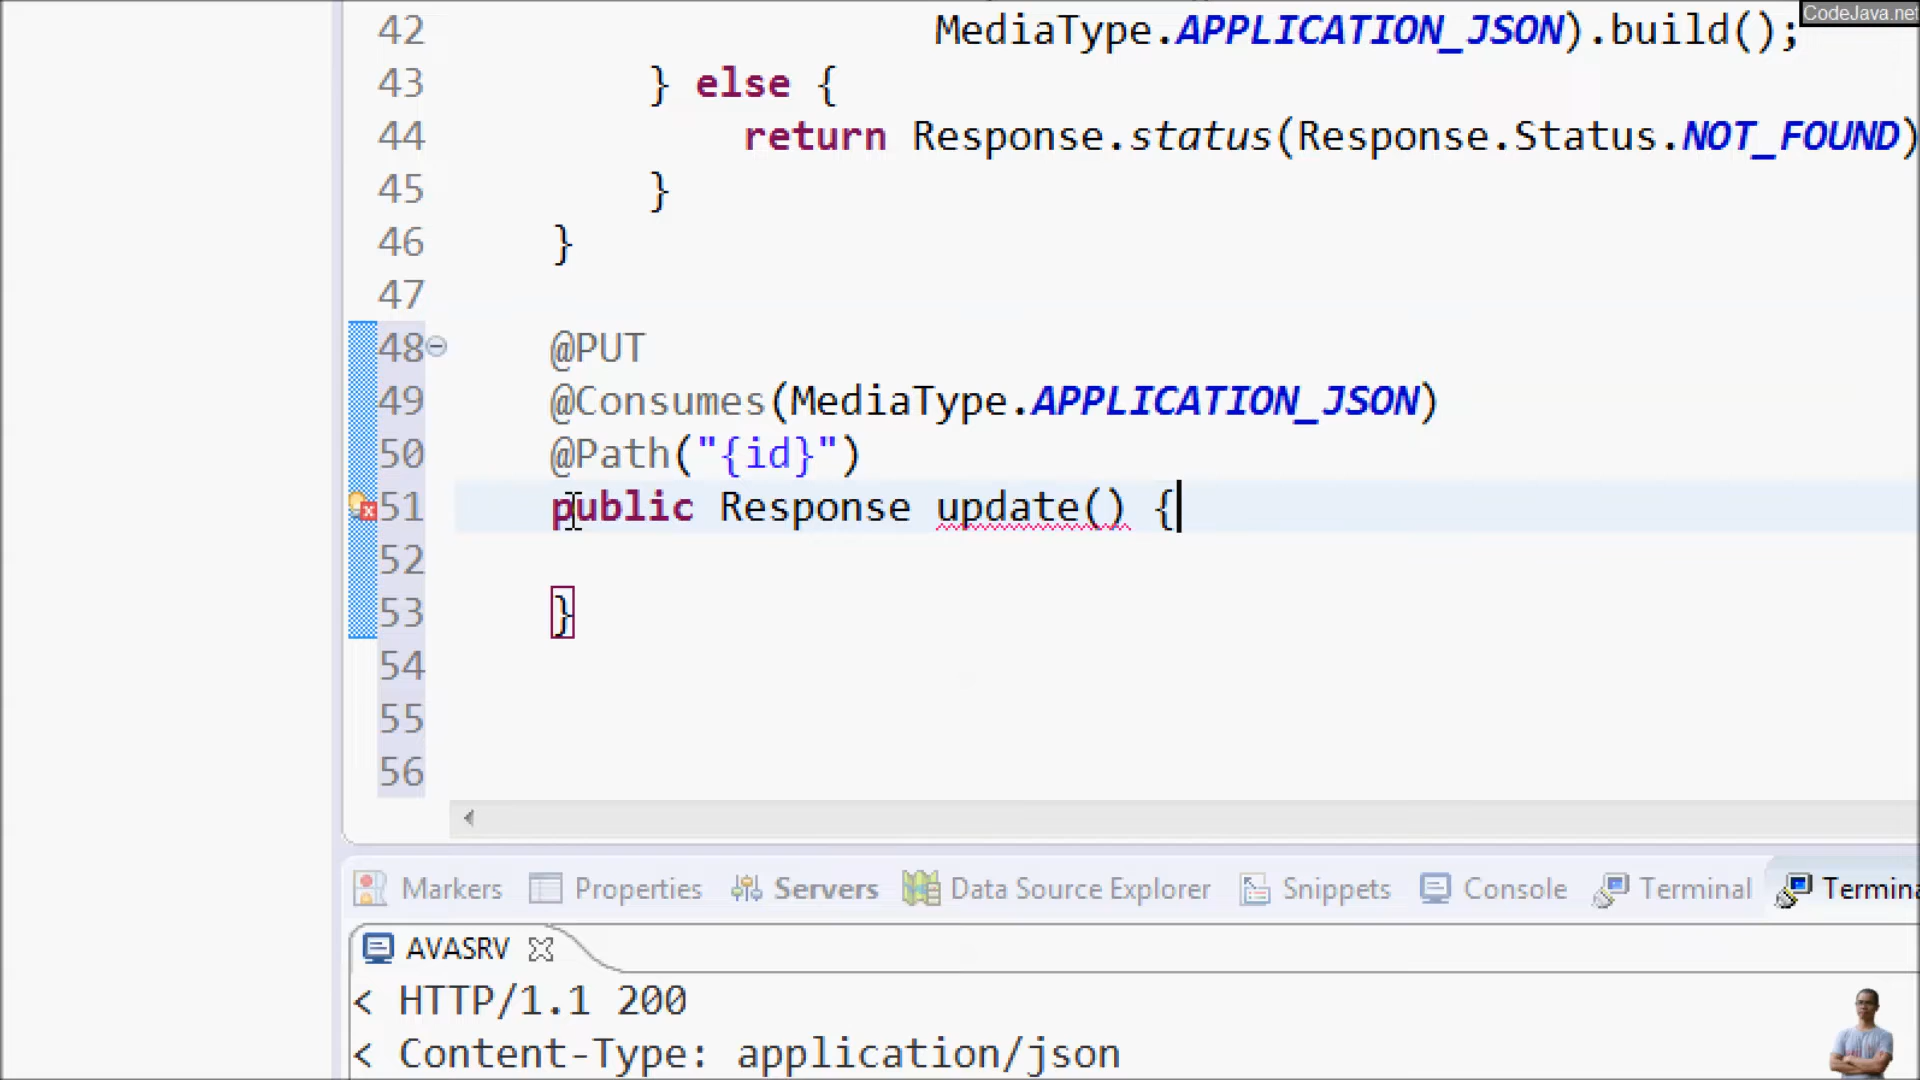 CodeJava.net
42 MediaType.APPLICATION_JSON).build();
43 } else {
44 return Response.status(Response.Status.NOT_FOUND)
45 }
46 }
47
48 @PUT
49 @Consumes(MediaType.APPLICATION_JSON)
50 @Path("{id}")
51 public Response update() {
52
53 }
54
55
56
Markers Properties Servers Data Source Explorer Snippets Console Terminal Termina
AVASRV
< HTTP/1.1 200
< Content-Type: application/json